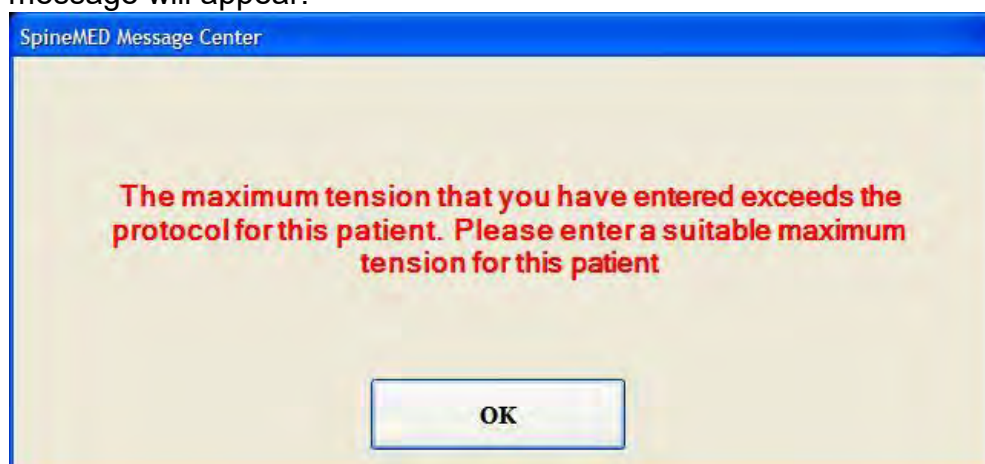 message will appear:
SpineMED Message Center
The maximum tension that you have entered exceeds the
protocol for this patient. Please enter a suitable maximum
tension for this patient
OK